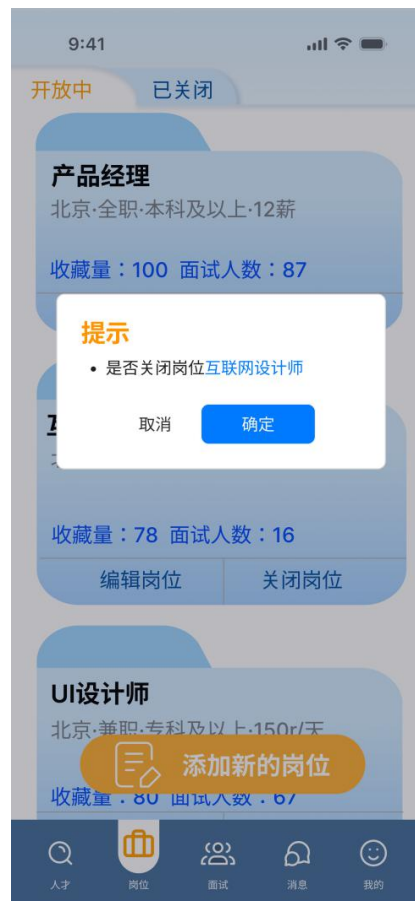 9:41
开放中 已关闭
产品经理
北京·全职·本科及以上·12薪
收藏量：100 面试人数：87
提示
• 是否关闭岗位互联网设计师
取消 确定
收藏量：78 面试人数：16
编辑岗位 关闭岗位
UI设计师
北京·兼职·专科及以上·150r/天
添加新的岗位
收藏量：80 面试人数：67
人才 岗位 面试 消息 我的